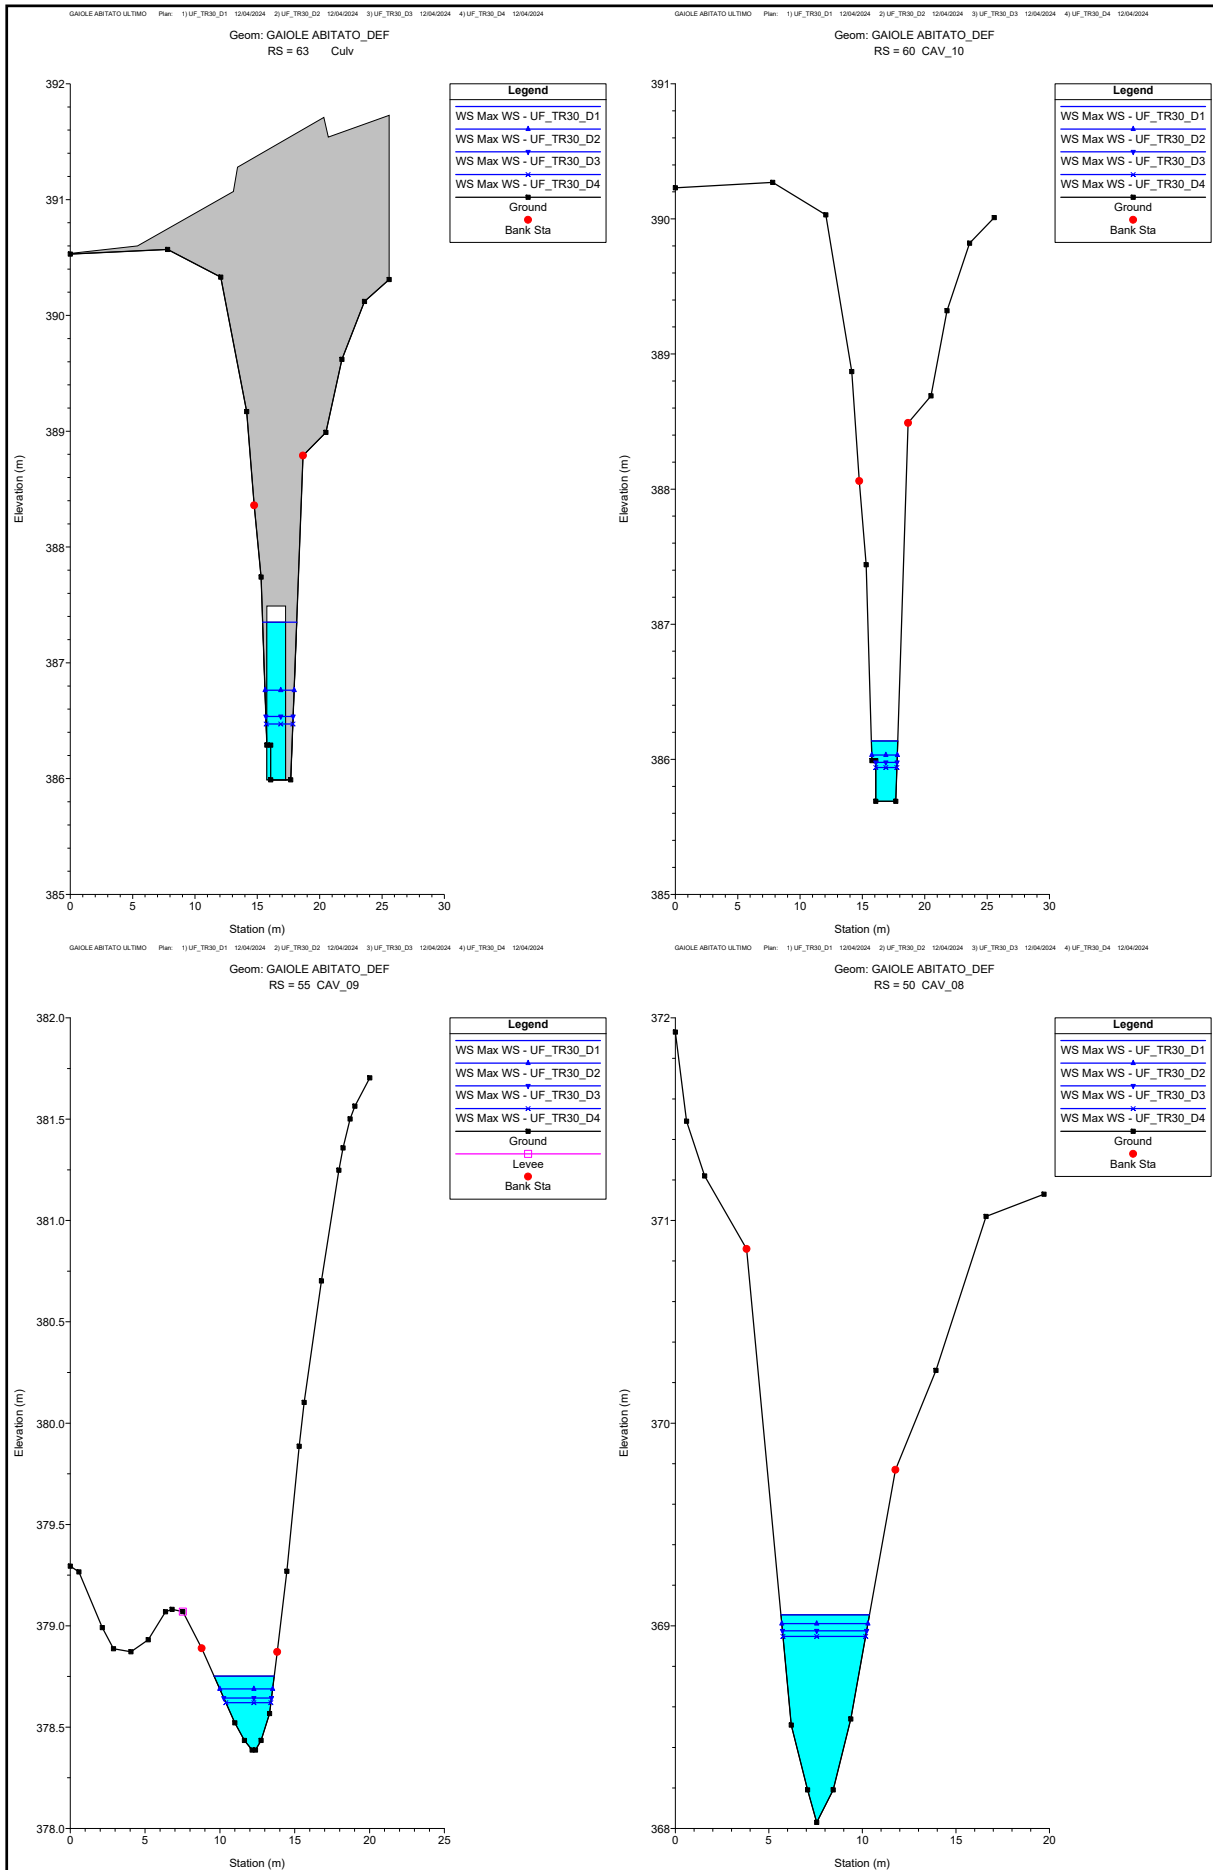 GAIOLE ABITATO ULTIMO Plan: 1) UF_TR30_D1 12/04/2024 2) UF_TR30_D2 12/04/2024 3) UF_TR30_D3 12/04/2024 4) UF_TR30_D4 12/04/2024
Geom: GAIOLE ABITATO_DEF
RS = 63 Culv
Legend
WS Max WS - UF_TR30_D1
WS Max WS - UF_TR30_D2
WS Max WS - UF_TR30_D3
WS Max WS - UF_TR30_D4
Ground
Bank Sta
392
391
390
389
388
387
386
385
Elevation (m)
0 5 10 15 20 25 30
Station (m)
GAIOLE ABITATO ULTIMO Plan: 1) UF_TR30_D1 12/04/2024 2) UF_TR30_D2 12/04/2024 3) UF_TR30_D3 12/04/2024 4) UF_TR30_D4 12/04/2024
Geom: GAIOLE ABITATO_DEF
RS = 60 CAV_10
Legend
WS Max WS - UF_TR30_D1
WS Max WS - UF_TR30_D2
WS Max WS - UF_TR30_D3
WS Max WS - UF_TR30_D4
Ground
Bank Sta
391
390
389
388
387
386
385
Elevation (m)
0 5 10 15 20 25 30
Station (m)
GAIOLE ABITATO ULTIMO Plan: 1) UF_TR30_D1 12/04/2024 2) UF_TR30_D2 12/04/2024 3) UF_TR30_D3 12/04/2024 4) UF_TR30_D4 12/04/2024
Geom: GAIOLE ABITATO_DEF
RS = 55 CAV_09
Legend
WS Max WS - UF_TR30_D1
WS Max WS - UF_TR30_D2
WS Max WS - UF_TR30_D3
WS Max WS - UF_TR30_D4
Ground
Levee
Bank Sta
382.0
381.5
381.0
380.5
380.0
379.5
379.0
378.5
378.0
Elevation (m)
0 5 10 15 20 25
Station (m)
GAIOLE ABITATO ULTIMO Plan: 1) UF_TR30_D1 12/04/2024 2) UF_TR30_D2 12/04/2024 3) UF_TR30_D3 12/04/2024 4) UF_TR30_D4 12/04/2024
Geom: GAIOLE ABITATO_DEF
RS = 50 CAV_08
Legend
WS Max WS - UF_TR30_D1
WS Max WS - UF_TR30_D2
WS Max WS - UF_TR30_D3
WS Max WS - UF_TR30_D4
Ground
Bank Sta
372
371
370
369
368
Elevation (m)
0 5 10 15 20
Station (m)